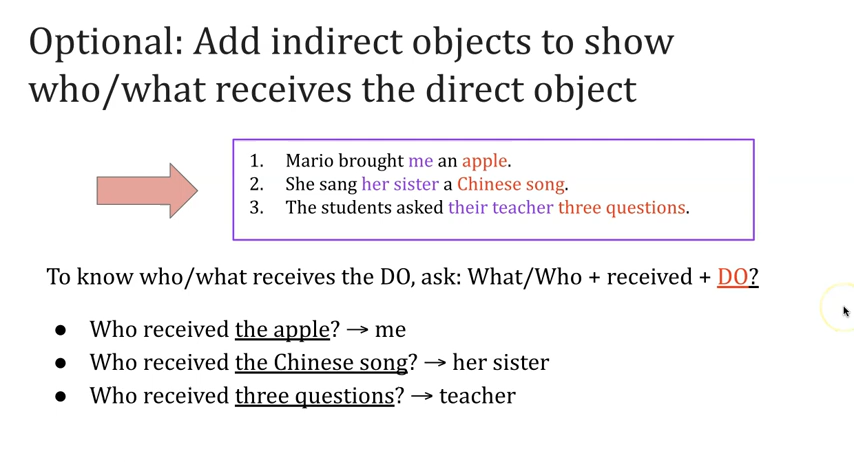 Optional: Add indirect objects to show
who/what receives the direct object
1. Mario brought me an apple.
2. She sang her sister a Chinese song.
3. The students asked their teacher three questions.
To know who/what receives the DO, ask: What/Who + received + DO?
● Who received the apple? → me
● Who received the Chinese song? → her sister
● Who received three questions? → teacher